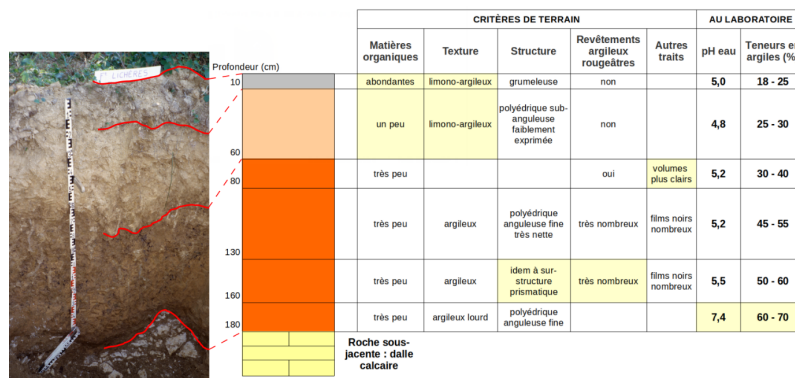 CRITÈRES DE TERRAIN
AU LABORATOIRE
Matières
organiques
Texture
Structure
Revêtements
argileux
rougeâtres
Autres
traits
pH eau
Teneurs en
argiles (%)
LICHERES
Profondeur (cm)
10
abondantes
limono-argileux
grumeleuse
non
5,0
18 - 25
60
un peu
limono-argileux
polyédrique sub-
anguleuse
faiblement
exprimée
non
4,8
25 - 30
80
très peu
oui
volumes
plus clairs
5,2
30 - 40
130
très peu
argileux
polyédrique
anguleuse fine
très nette
très nombreux
films noirs
nombreux
5,2
45 - 55
160
très peu
argileux
idem à sur-
structure
prismatique
très nombreux
films noirs
nombreux
5,5
50 - 60
180
très peu
argileux lourd
polyédrique
anguleuse fine
7,4
60 - 70
Roche sous-
jacente : dalle
calcaire